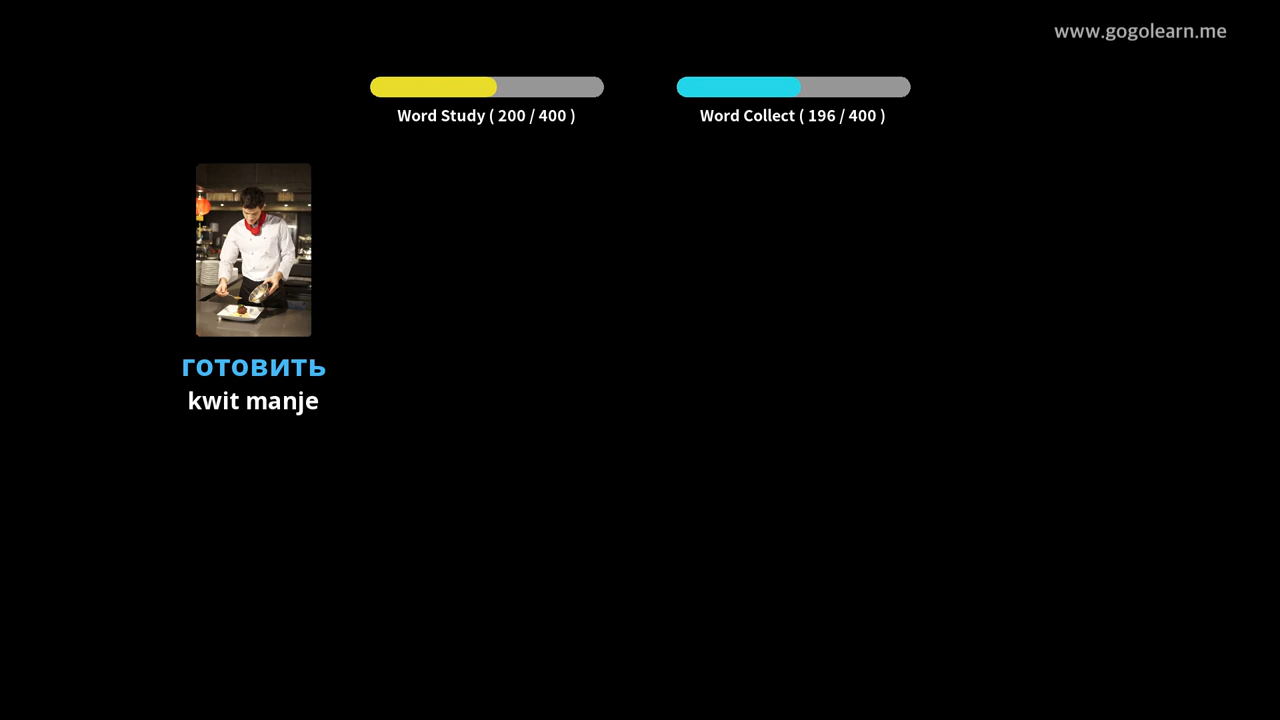 www.gogolearn.me
Word Study ( 200 / 400 )
Word Collect ( 196 / 400 )
готовить
kwit manje